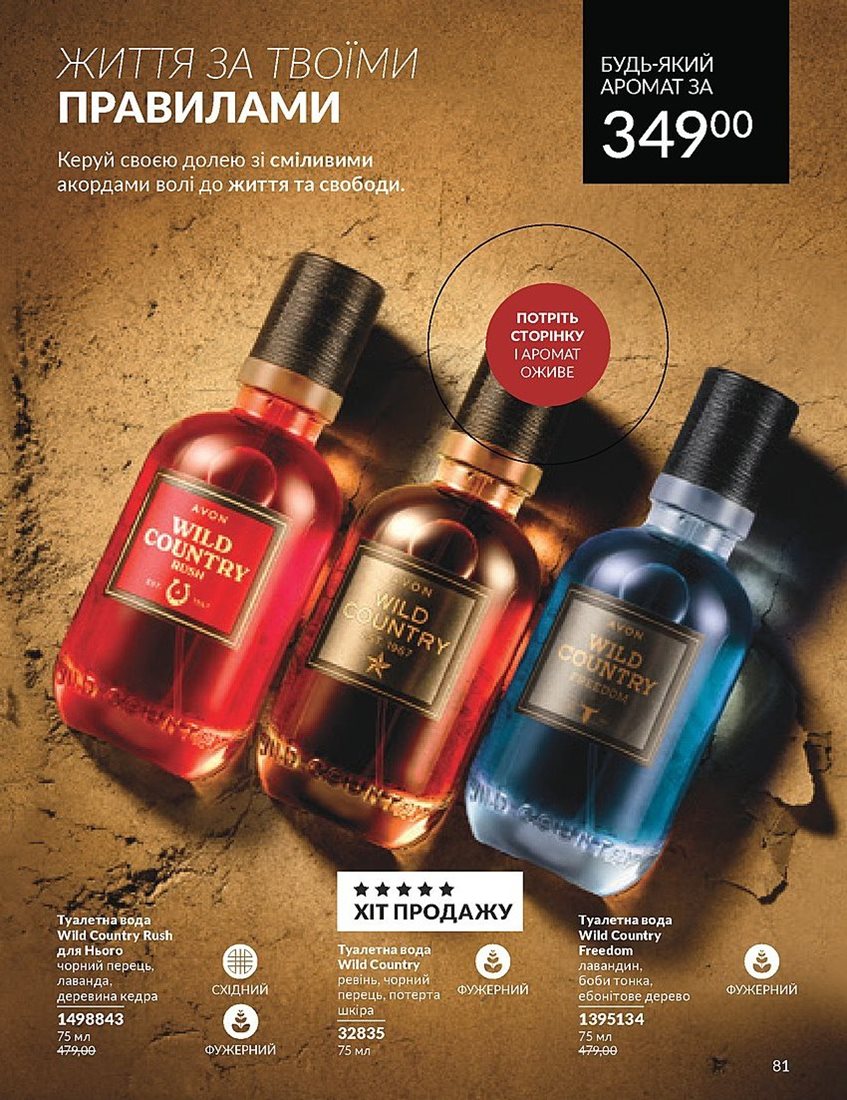 ЖИТТЯ ЗА ТВОЇМИ
ПРАВИЛАМИ
Керуй своєю долею зі сміливими
акордами волі до життя та свободи.
БУДЬ-ЯКИЙ
АРОМАТ ЗА
349⁰⁰
ПОТРІТЬ
СТОРІНКУ
І АРОМАТ
ОЖИВЕ
AVON
WILD
COUNTRY
RUSH
EST 1967
WILD COUNTRY
AVON
WILD
COUNTRY
EST. 1967
WILD COUNTRY
AVON
WILD
COUNTRY
FREEDOM
WILD COUNTRY
Туалетна вода
Wild Country Rush
для Нього
чорний перець,
лаванда,
деревина кедра
1498843
75 мл
479,00
СХІДНИЙ
ФУЖЕРНИЙ
★★★★★
ХІТ ПРОДАЖУ
Туалетна вода
Wild Country
ревінь, чорний
перець, потерта
шкіра
32835
75 мл
ФУЖЕРНИЙ
Туалетна вода
Wild Country
Freedom
лавандин,
боби тонка,
ебонітове дерево
1395134
75 мл
479,00
ФУЖЕРНИЙ
81